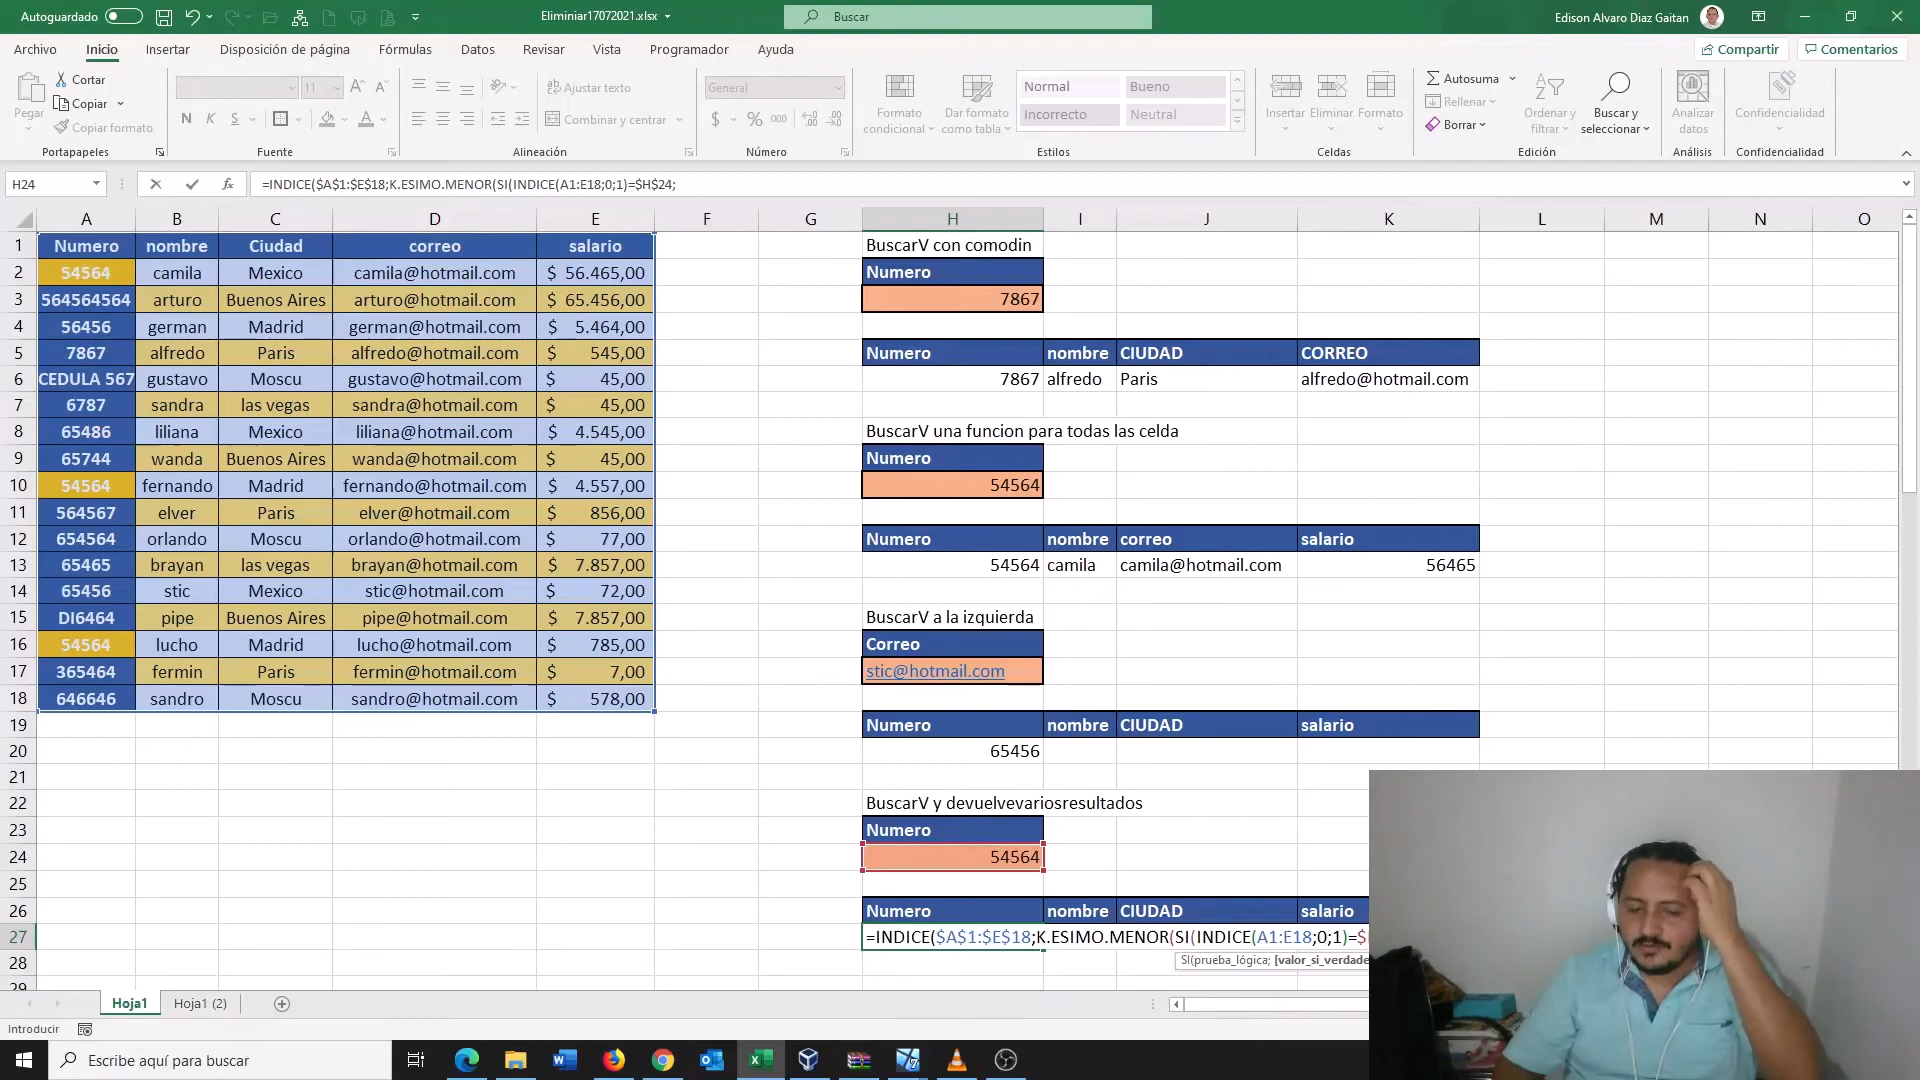 Autoguardado Eliminiar17072021.xlsx Buscar Edison Alvaro Diaz Gaitan
Archivo Inicio Insertar Disposición de página Fórmulas Datos Revisar Vista Programador Ayuda Compartir Comentarios
Pegar Cortar Copiar Copiar formato Portapapeles
11 N K S Fuente
Ajustar texto Combinar y centrar Alineación
General $ % 000 Número
Formato condicional Dar formato como tabla Normal Bueno Incorrecto Neutral Estilos
Insertar Eliminar Formato Celdas
Autosuma Rellenar Borrar Ordenar y filtrar Buscar y seleccionar Edición
Analizar datos Análisis Confidencialidad Confidencialidad
H24 fx =INDICE($A$1:$E$18;K.ESIMO.MENOR(SI(INDICE(A1:E18;0;1)=$H$24;
A B C D E F G H I J K L M N O
1 Numero nombre Ciudad correo salario BuscarV con comodin
2 54564 camila Mexico camila@hotmail.com $ 56.465,00 Numero
3 564564564 arturo Buenos Aires arturo@hotmail.com $ 65.456,00 7867
4 56456 german Madrid german@hotmail.com $ 5.464,00
5 7867 alfredo Paris alfredo@hotmail.com $ 545,00 Numero nombre CIUDAD CORREO
6 CEDULA 567 gustavo Moscu gustavo@hotmail.com $ 45,00 7867 alfredo Paris alfredo@hotmail.com
7 6787 sandra las vegas sandra@hotmail.com $ 45,00
8 65486 liliana Mexico liliana@hotmail.com $ 4.545,00 BuscarV una funcion para todas las celda
9 65744 wanda Buenos Aires wanda@hotmail.com $ 45,00 Numero
10 54564 fernando Madrid fernando@hotmail.com $ 4.557,00 54564
11 564567 elver Paris elver@hotmail.com $ 856,00
12 654564 orlando Moscu orlando@hotmail.com $ 77,00 Numero nombre correo salario
13 65465 brayan las vegas brayan@hotmail.com $ 7.857,00 54564 camila camila@hotmail.com 56465
14 65456 stic Mexico stic@hotmail.com $ 72,00
15 DI6464 pipe Buenos Aires pipe@hotmail.com $ 7.857,00 BuscarV a la izquierda
16 54564 lucho Madrid lucho@hotmail.com $ 785,00 Correo
17 365464 fermin Paris fermin@hotmail.com $ 7,00 stic@hotmail.com
18 646646 sandro Moscu sandro@hotmail.com $ 578,00
19 Numero nombre CIUDAD salario
20 65456
21
22 BuscarV y devuelvevariosresultados
23 Numero
24 54564
25
26 Numero nombre CIUDAD salario
27 =INDICE($A$1:$E$18;K.ESIMO.MENOR(SI(INDICE(A1:E18;0;1)=$
28 SI(prueba_lógica; [valor_si_verdade
29
Hoja1 Hoja1 (2)
Introducir
Escribe aquí para buscar